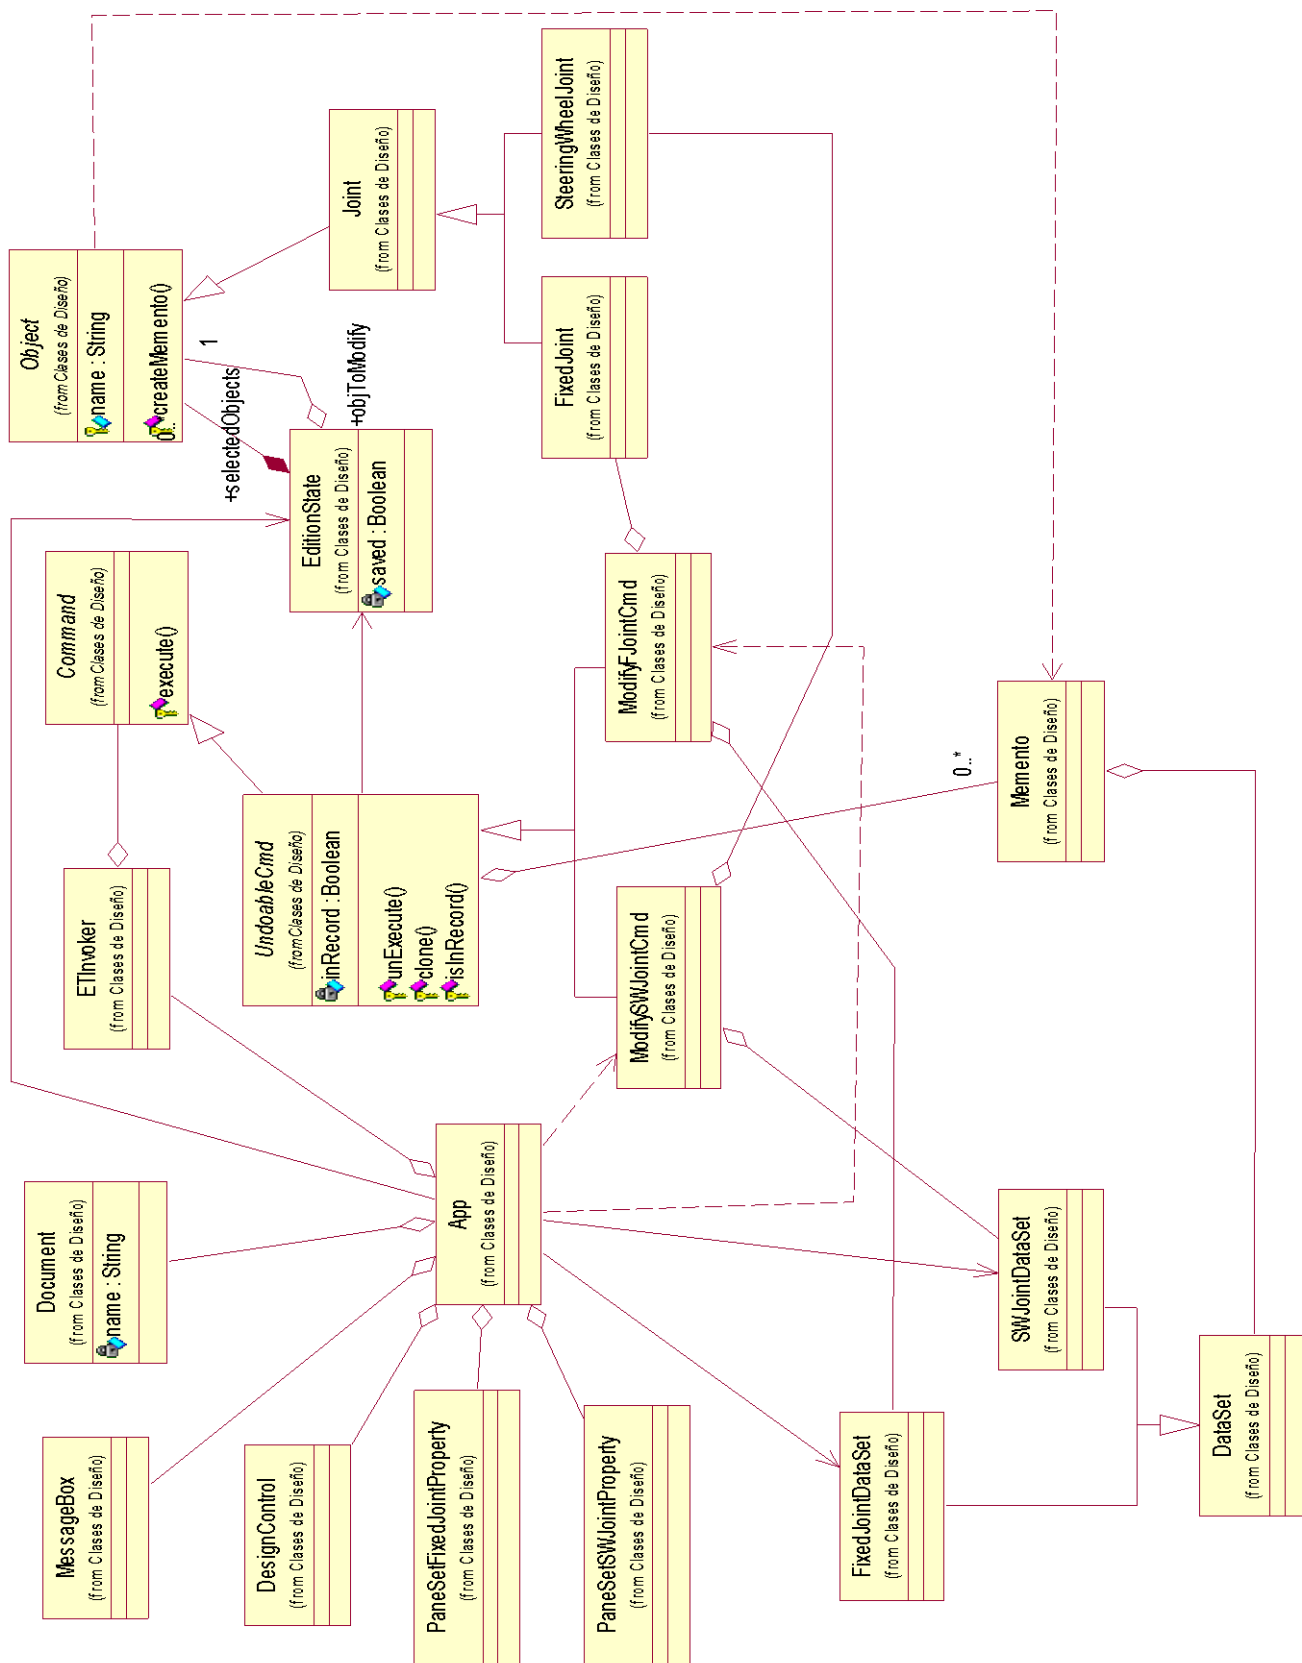 MessageBox
(from Clases de Diseño)
Document
(from Clases de Diseño)
name : String
ETInvoker
(from Clases de Diseño)
Command
(from Clases de Diseño)
execute()
Object
(from Clases de Diseño)
name : String
createMemento()
0..
1
+selectedObjects
+objToModify
DesignControl
(from Clases de Diseño)
UndoableCmd
(from Clases de Diseño)
inRecord : Boolean
unExecute()
clone()
isInRecord()
EditionState
(from Clases de Diseño)
saved : Boolean
Joint
(from Clases de Diseño)
PaneSetFixedJointProperty
(from Clases de Diseño)
App
(from Clases de Diseño)
PaneSetSWJointProperty
(from Clases de Diseño)
ModifySWJointCmd
(from Clases de Diseño)
ModifyFJointCmd
(from Clases de Diseño)
FixedJoint
(from Clases de Diseño)
SteeringWheelJoint
(from Clases de Diseño)
FixedJointDataSet
(from Clases de Diseño)
SWJointDataSet
(from Clases de Diseño)
0..*
Memento
(from Clases de Diseño)
DataSet
(from Clases de Diseño)